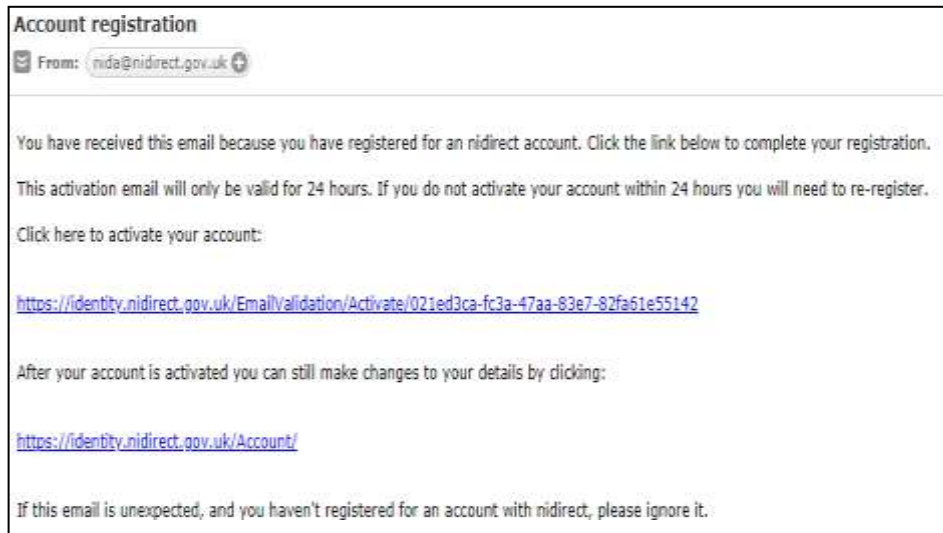 Account registration
From: nida@nidirect.gov.uk
You have received this email because you have registered for an nidirect account. Click the link below to complete your registration.
This activation email will only be valid for 24 hours. If you do not activate your account within 24 hours you will need to re-register.
Click here to activate your account:
https://identity.nidirect.gov.uk/EmailValidation/Activate/021ed3ca-fc3a-47aa-83e7-82fa61e55142
After your account is activated you can still make changes to your details by clicking:
https://identity.nidirect.gov.uk/Account/
If this email is unexpected, and you haven't registered for an account with nidirect, please ignore it.